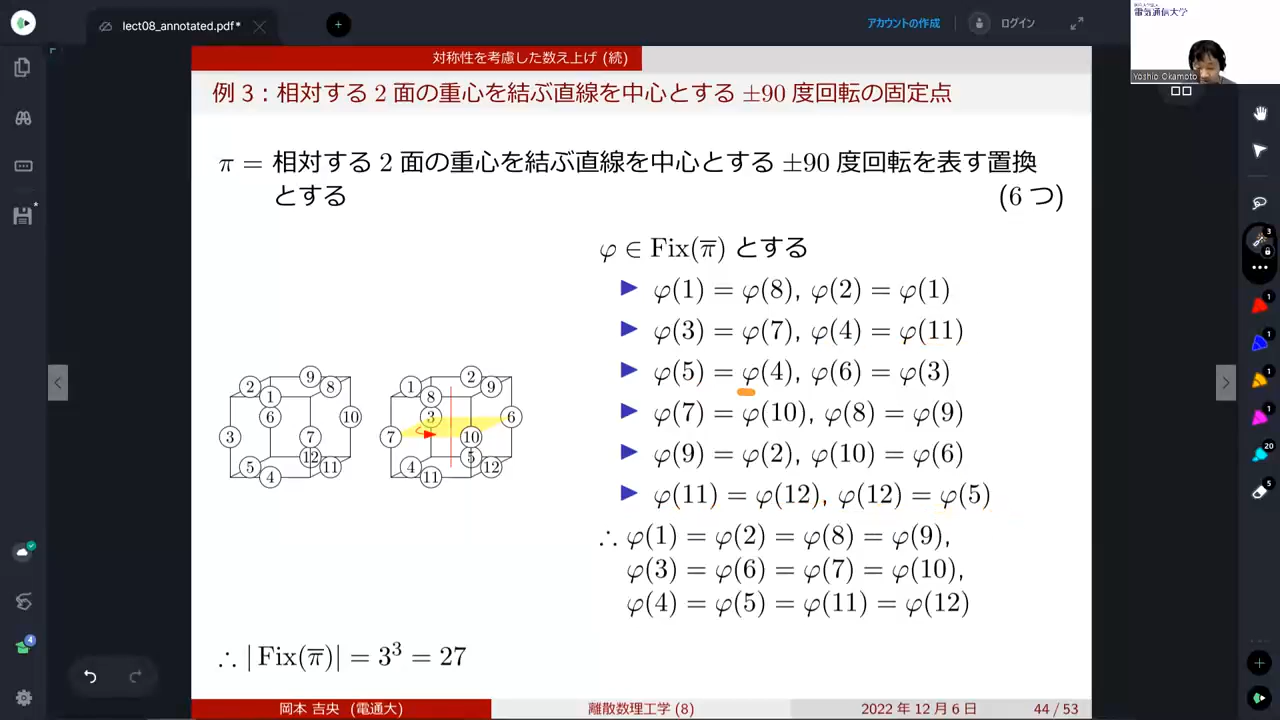 lect08_annotated.pdf*
アカウントの作成
ログイン
電気通信大学
Yoshio Okamoto
対称性を考慮した数え上げ (続)
例 3 : 相対する 2 面の重心を結ぶ直線を中心とする ±90 度回転の固定点
π = 相対する 2 面の重心を結ぶ直線を中心とする ±90 度回転を表す置換
とする (6 つ)
φ ∈ Fix(π̅) とする
▶ φ(1) = φ(8), φ(2) = φ(1)
▶ φ(3) = φ(7), φ(4) = φ(11)
▶ φ(5) = φ(4), φ(6) = φ(3)
▶ φ(7) = φ(10), φ(8) = φ(9)
▶ φ(9) = φ(2), φ(10) = φ(6)
▶ φ(11) = φ(12), φ(12) = φ(5)
∴ φ(1) = φ(2) = φ(8) = φ(9),
φ(3) = φ(6) = φ(7) = φ(10),
φ(4) = φ(5) = φ(11) = φ(12)
2 9 8 1
6 10
3 7
12
5 4 11
1 2 9 8
3 6
7 10
5
4 11 12
∴ | Fix(π̅)| = 3³ = 27
岡本 吉央 (電通大)
離散数理工学 (8)
2022 年 12 月 6 日
44 / 53